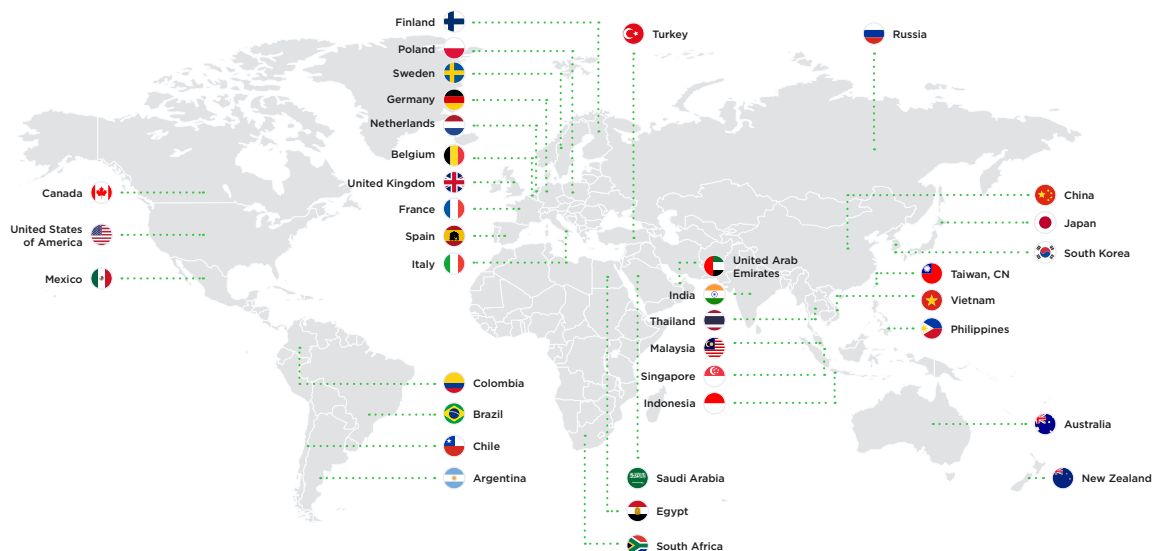 Finland
Poland
Sweden
Germany
Netherlands
Belgium
United Kingdom
France
Spain
Italy
Turkey
Russia
Canada
United States
of America
Mexico
China
Japan
South Korea
Taiwan, CN
Vietnam
Philippines
United Arab
Emirates
India
Thailand
Malaysia
Singapore
Indonesia
Colombia
Brazil
Chile
Argentina
Saudi Arabia
Egypt
South Africa
Australia
New Zealand